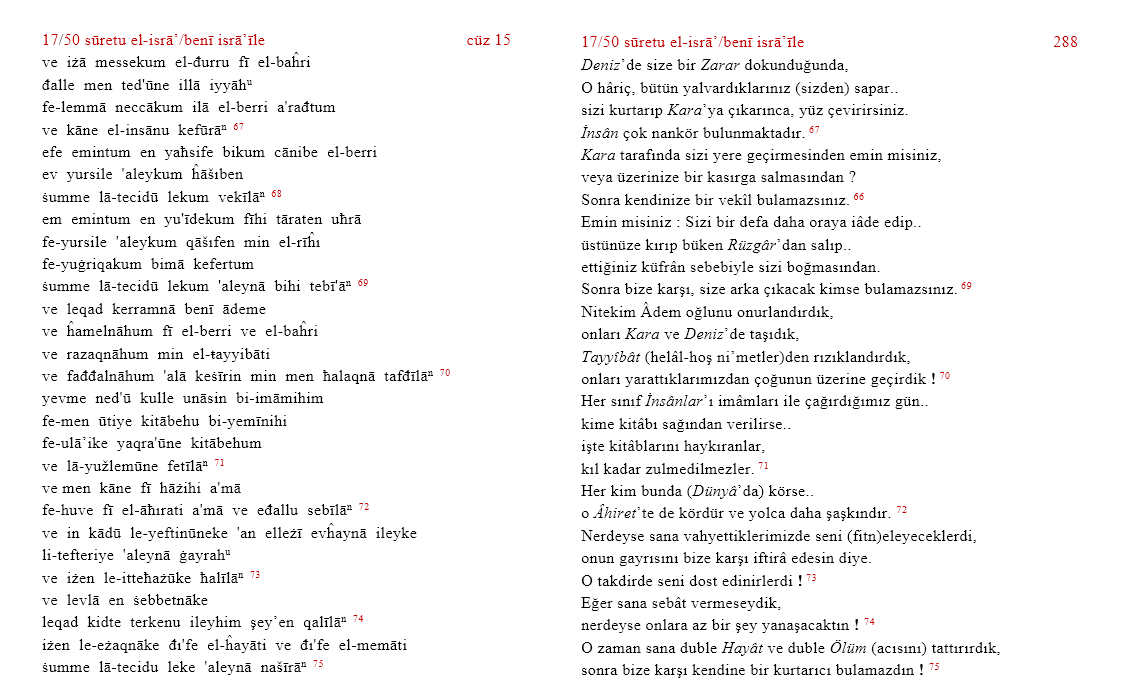 17/50 sūretu el-isrā’/benī isrā’īle cüz 15
ve iżā messekum el-đurru fī el-baĥri
đalle men ted'ūne illā iyyāhᵘ
fe-lemmā neccākum ilā el-berri a'rađtum
ve kāne el-insānu kefūrāⁿ 67
efe emintum en yaħsife bikum cānibe el-berri
ev yursile 'aleykum ĥāšıben
ŝumme lā-tecidū lekum vekīlāⁿ 68
em emintum en yu'īdekum fīhi tāraten uħrā
fe-yursile 'aleykum qāšıfen min el-rīĥı
fe-yuġriqakum bimā kefertum
ŝumme lā-tecidū lekum 'aleynā bihi tebī'āⁿ 69
ve leqad kerramnā benī ādeme
ve ĥamelnāhum fī el-berri ve el-baĥri
ve razaqnāhum min el-ŧayyibāti
ve fađđalnāhum 'alā keŝīrin min men ħalaqnā tafđīlāⁿ 70
yevme ned'ū kulle unāsin bi-imāmihim
fe-men ūtiye kitābehu bi-yemīnihi
fe-ulā’ike yaqra'ūne kitābehum
ve lā-yužlemūne fetīlāⁿ 71
ve men kāne fī hāżihi a'mā
fe-huve fī el-āħırati a'mā ve eđallu sebīlāⁿ 72
ve in kādū le-yeftinūneke 'an elleżī evĥaynā ileyke
li-tefteriye 'aleynā ġayrahᵘ
ve iżen le-itteħażūke ħalīlāⁿ 73
ve levlā en ŝebbetnāke
leqad kidte terkenu ileyhim şey’en qalīlāⁿ 74
iżen le-eżaqnāke đı'fe el-ĥayāti ve đı'fe el-memāti
ŝumme lā-tecidu leke 'aleynā našīrāⁿ 75
17/50 sūretu el-isrā’/benī isrā’īle 288
Deniz’de size bir Zarar dokunduğunda,
O hâriç, bütün yalvardıklarınız (sizden) sapar..
sizi kurtarıp Kara’ya çıkarınca, yüz çevirirsiniz.
İnsân çok nankör bulunmaktadır. 67
Kara tarafında sizi yere geçirmesinden emin misiniz,
veya üzerinize bir kasırga salmasından ?
Sonra kendinize bir vekîl bulamazsınız. 66
Emin misiniz : Sizi bir defa daha oraya iâde edip..
üstünüze kırıp büken Rüzgâr’dan salıp..
ettiğiniz küfrân sebebiyle sizi boğmasından.
Sonra bize karşı, size arka çıkacak kimse bulamazsınız. 69
Nitekim Âdem oğlunu onurlandırdık,
onları Kara ve Deniz’de taşıdık,
Tayyîbât (helâl-hoş ni’metler)den rızıklandırdık,
onları yarattıklarımızdan çoğunun üzerine geçirdik ! 70
Her sınıf İnsânlar’ı imâmları ile çağırdığımız gün..
kime kitâbı sağından verilirse..
işte kitâblarını haykıranlar,
kıl kadar zulmedilmezler. 71
Her kim bunda (Dünyâ’da) körse..
o Âhiret’te de kördür ve yolca daha şaşkındır. 72
Nerdeyse sana vahyettiklerimizde seni (fitn)eleyeceklerdi,
onun gayrısını bize karşı iftirâ edesin diye.
O takdirde seni dost edinirlerdi ! 73
Eğer sana sebât vermeseydik,
nerdeyse onlara az bir şey yanaşacaktın ! 74
O zaman sana duble Hayât ve duble Ölüm (acısını) tattırırdık,
sonra bize karşı kendine bir kurtarıcı bulamazdın ! 75